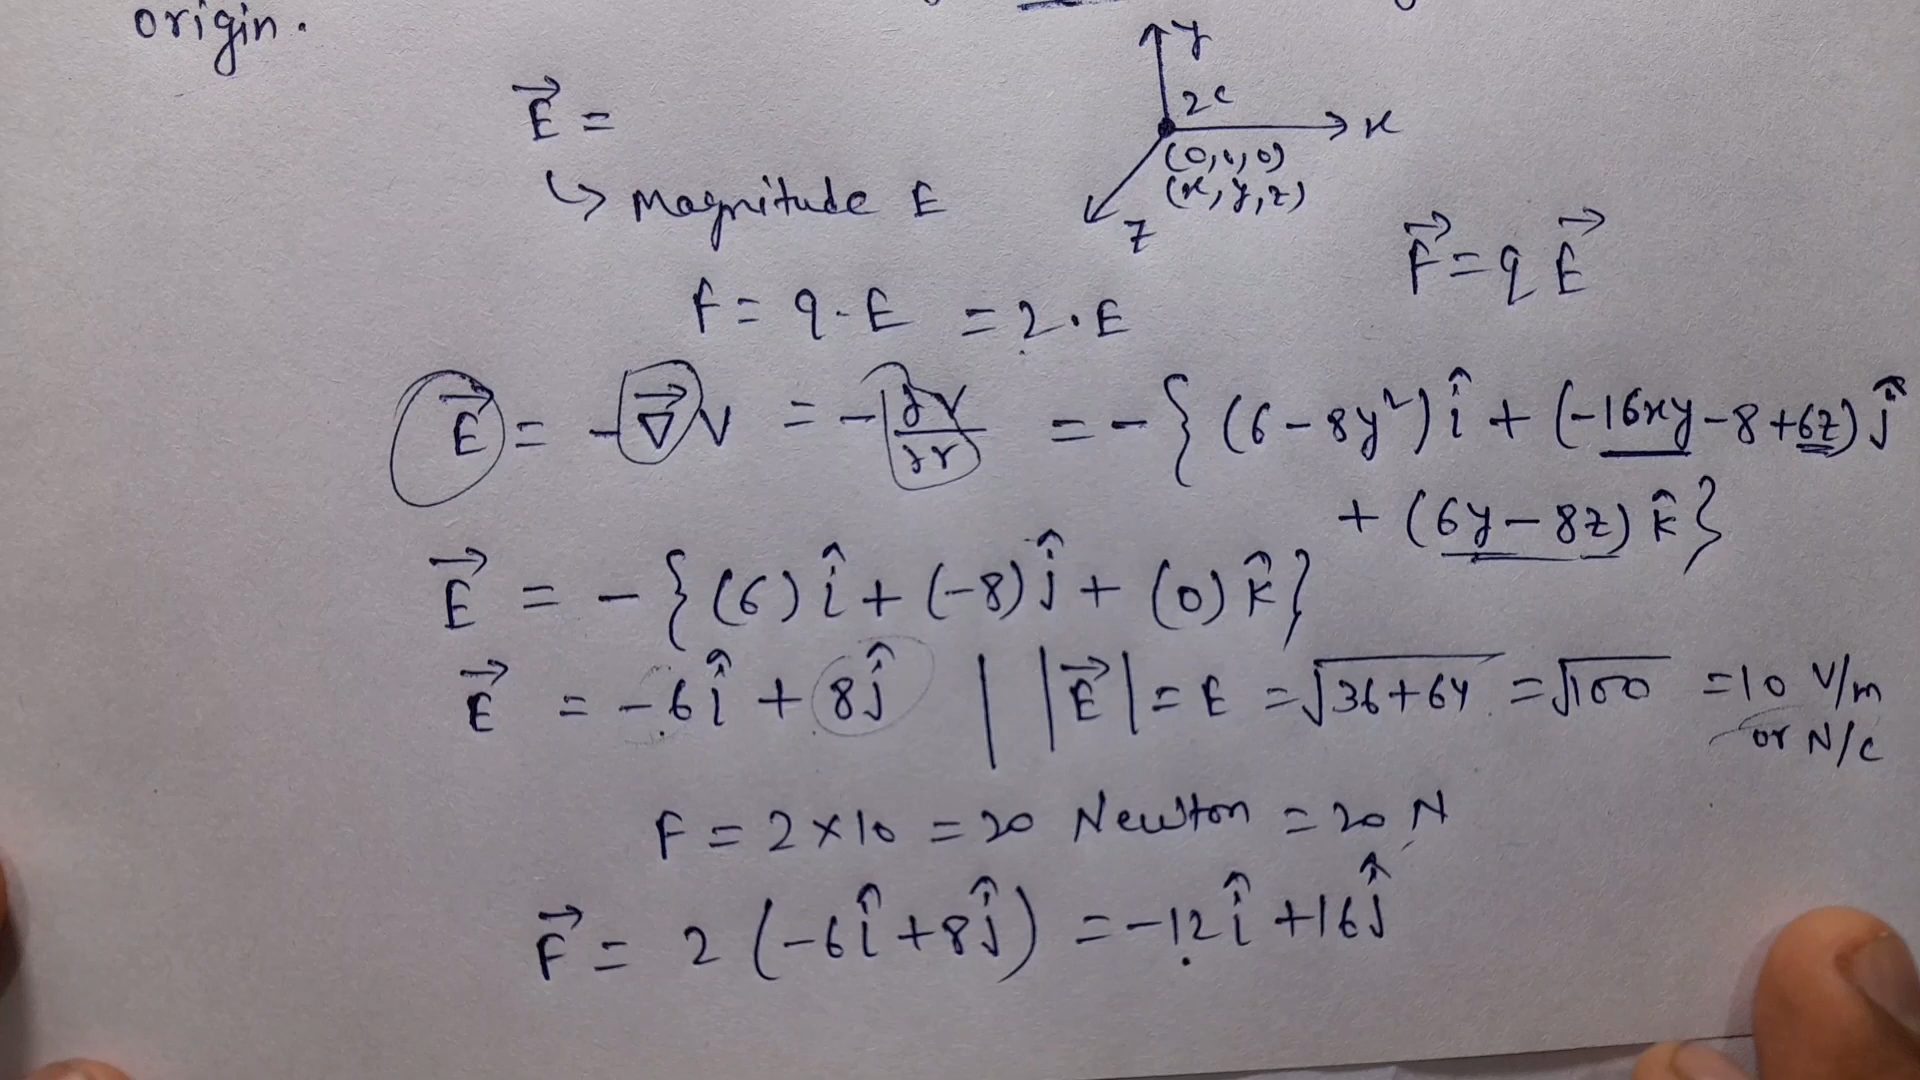 origin.
y
E⃗ =
2c
x
(0,0,0)
↳ Magnitude E
(x,y,z)
z
F⃗ = q E⃗
F = q · E = 2 · E
E⃗ = -∇⃗V = -∂V/∂r = -{(6-8y²)î + (-16xy-8+6z)ĵ
+ (6y-8z) k̂}
E⃗ = -{(6)î + (-8)ĵ + (0)k̂}
E⃗ = -6î + 8ĵ | |E⃗| = E = √36+64 = √100 = 10 V/m
or N/C
F = 2×10 = 20 Newton = 20 N
F⃗ = 2 (-6î+8ĵ) = -12î +16ĵ